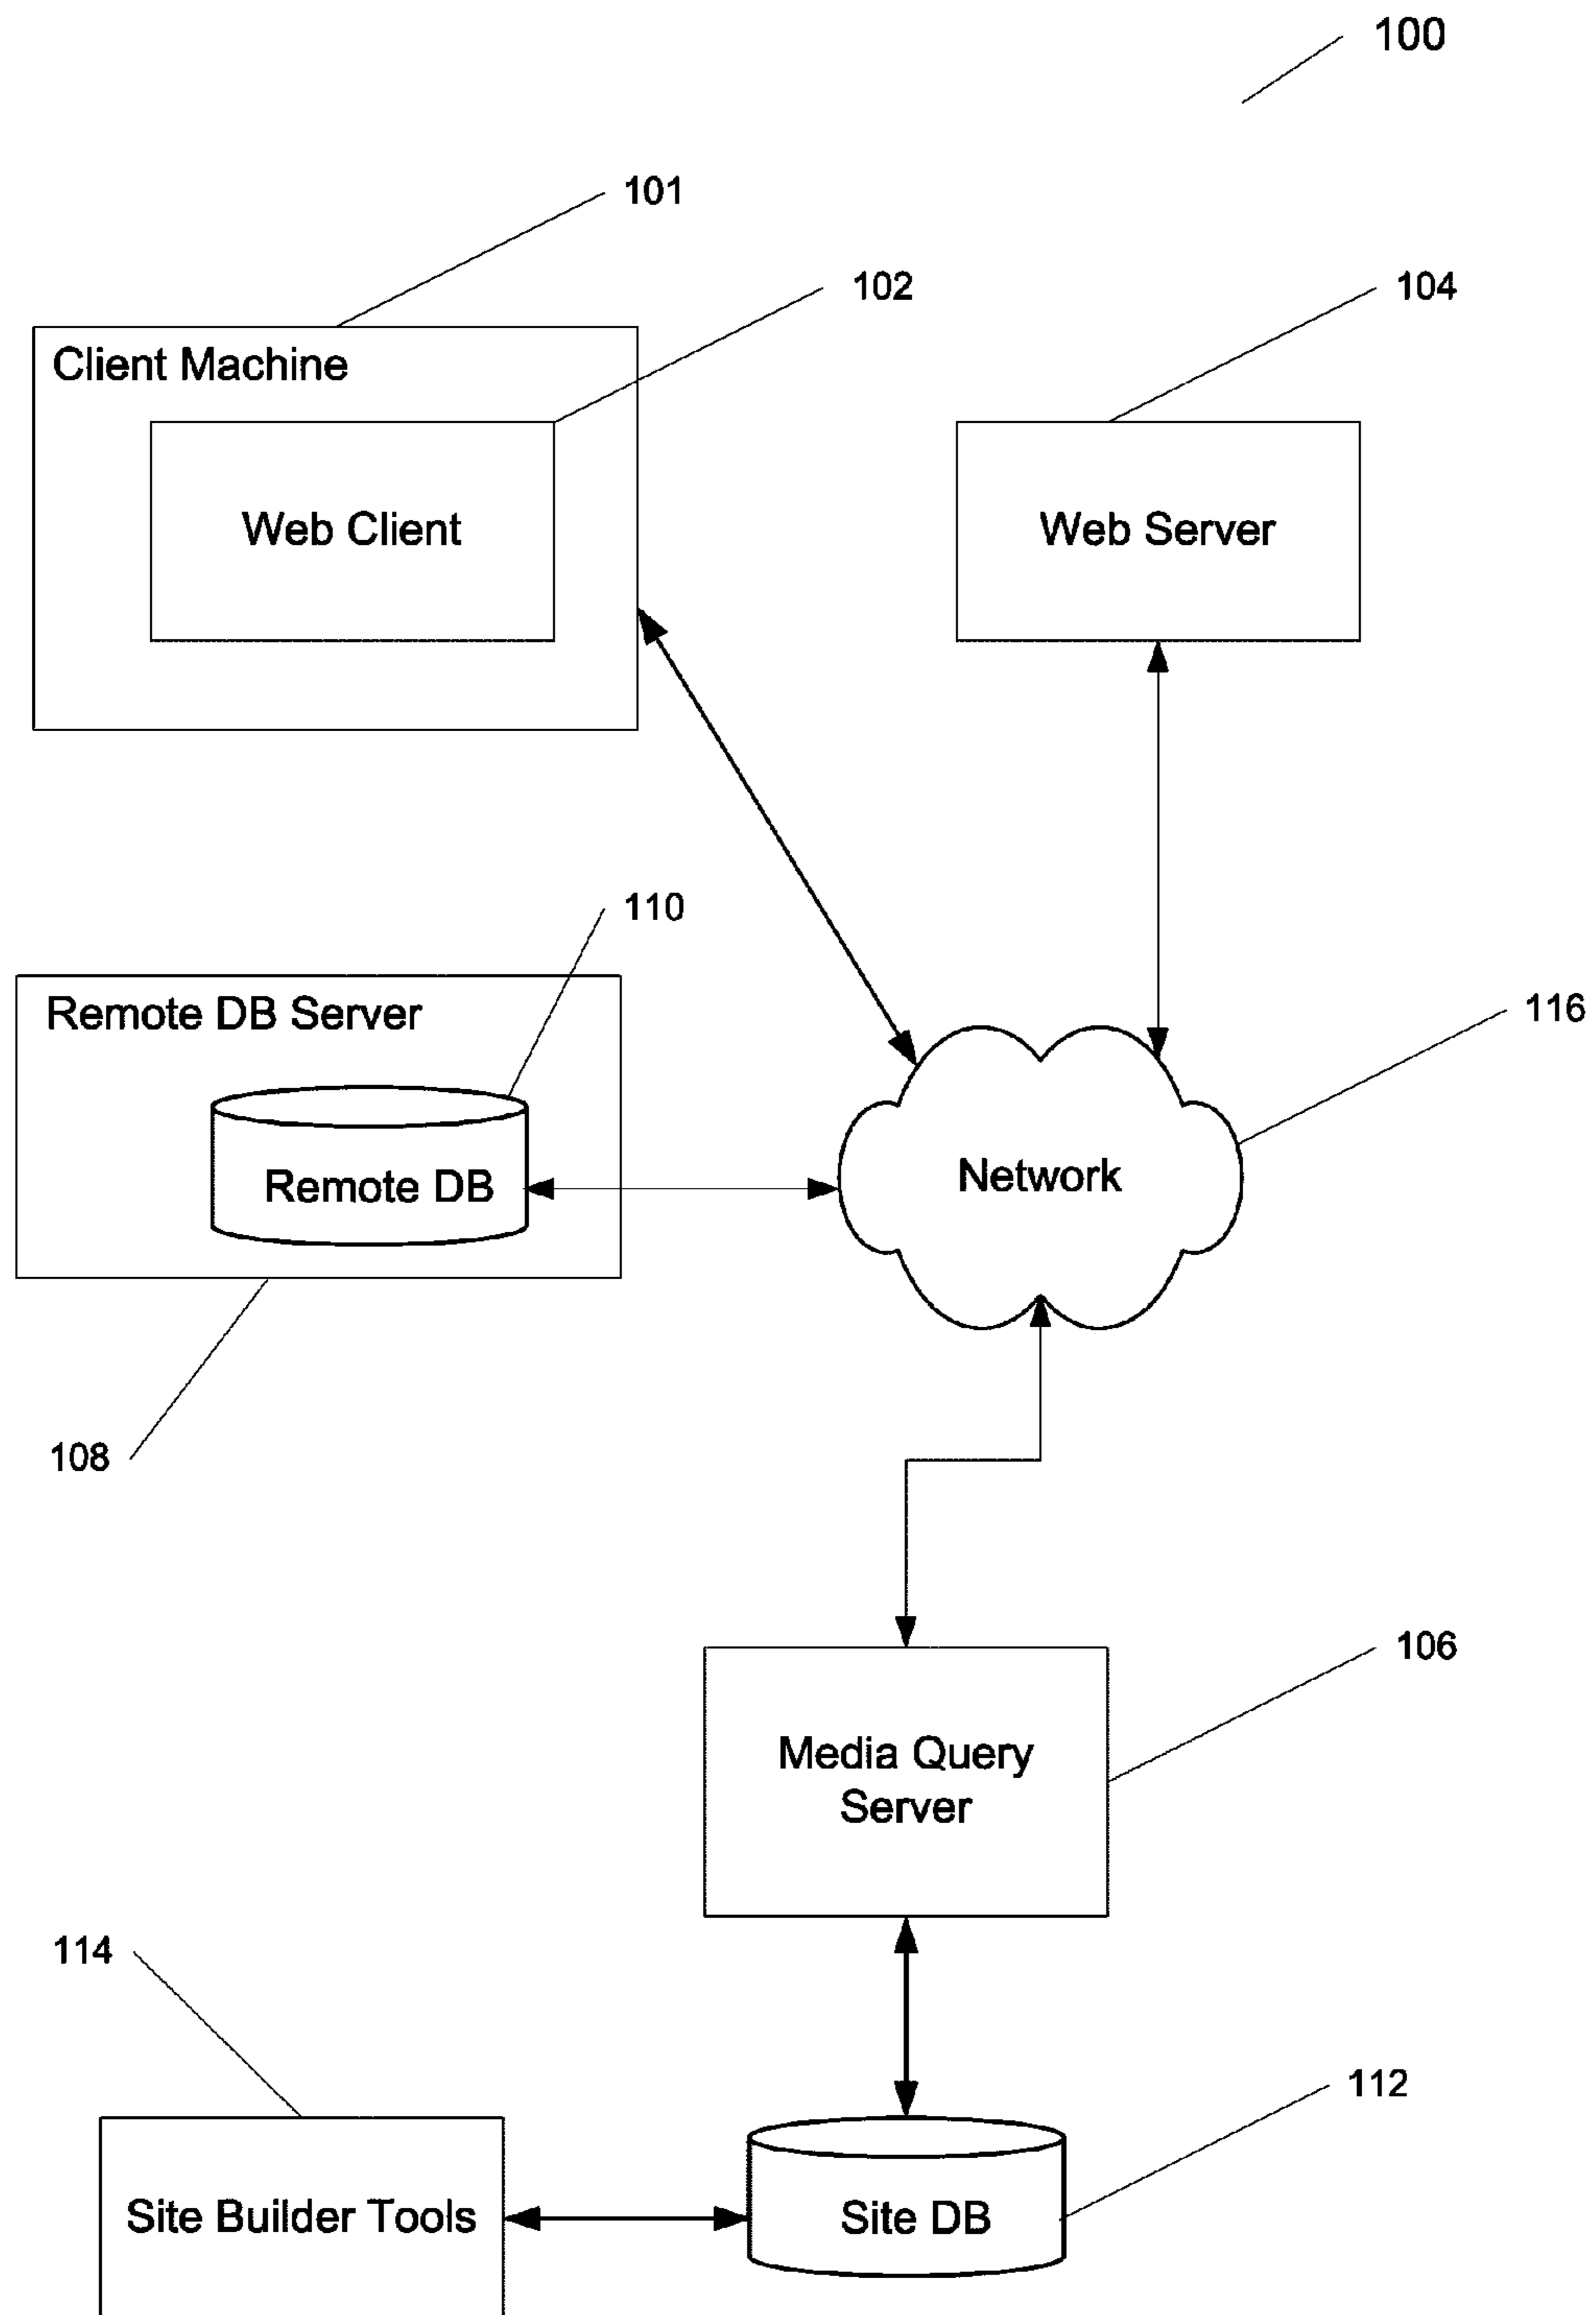 100
101
102
104
Client Machine
Web Client
Web Server
110
Remote DB Server
116
Remote DB
Network
108
106
Media Query
Server
114
112
Site Builder Tools
Site DB